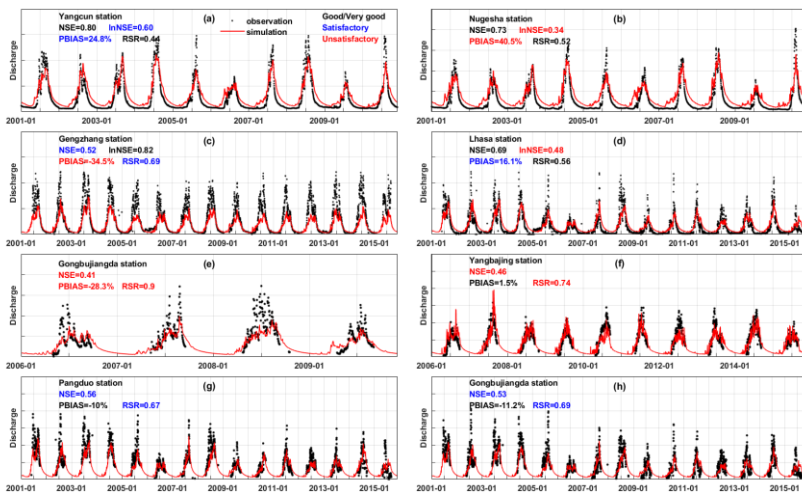 Yangcun station
(a)
observation
Good/Very good
NSE=0.80 lnNSE=0.60
simulation
Satisfactory
PBIAS=24.8% RSR=0.44
Unsatisfactory
Discharge
2001-01 2003-01 2005-01 2007-01 2009-01
Nugesha station
(b)
NSE=0.73 lnNSE=0.34
PBIAS=40.5% RSR=0.52
Discharge
2001-01 2003-01 2005-01 2007-01 2009-01
Gengzhang station
(c)
NSE=0.52 lnNSE=0.82
PBIAS=-34.5% RSR=0.69
Discharge
2001-01 2003-01 2005-01 2007-01 2009-01 2011-01 2013-01 2015-01
Lhasa station
(d)
NSE=0.69 lnNSE=0.48
PBIAS=16.1% RSR=0.56
Discharge
2001-01 2003-01 2005-01 2007-01 2009-01 2011-01 2013-01 2015-01
Gongbujiangda station
(e)
NSE=0.41
PBIAS=-28.3% RSR=0.9
Discharge
2006-01 2007-01 2008-01 2009-01
Yangbajing station
(f)
NSE=0.46
PBIAS=1.5% RSR=0.74
Discharge
2006-01 2008-01 2010-01 2012-01 2014-01
Pangduo station
(g)
NSE=0.56
PBIAS=-10% RSR=0.67
Discharge
2001-01 2003-01 2005-01 2007-01 2009-01 2011-01 2013-01 2015-01
Gongbujiangda station
(h)
NSE=0.53
PBIAS=-11.2% RSR=0.69
Discharge
2001-01 2003-01 2005-01 2007-01 2009-01 2011-01 2013-01 2015-01